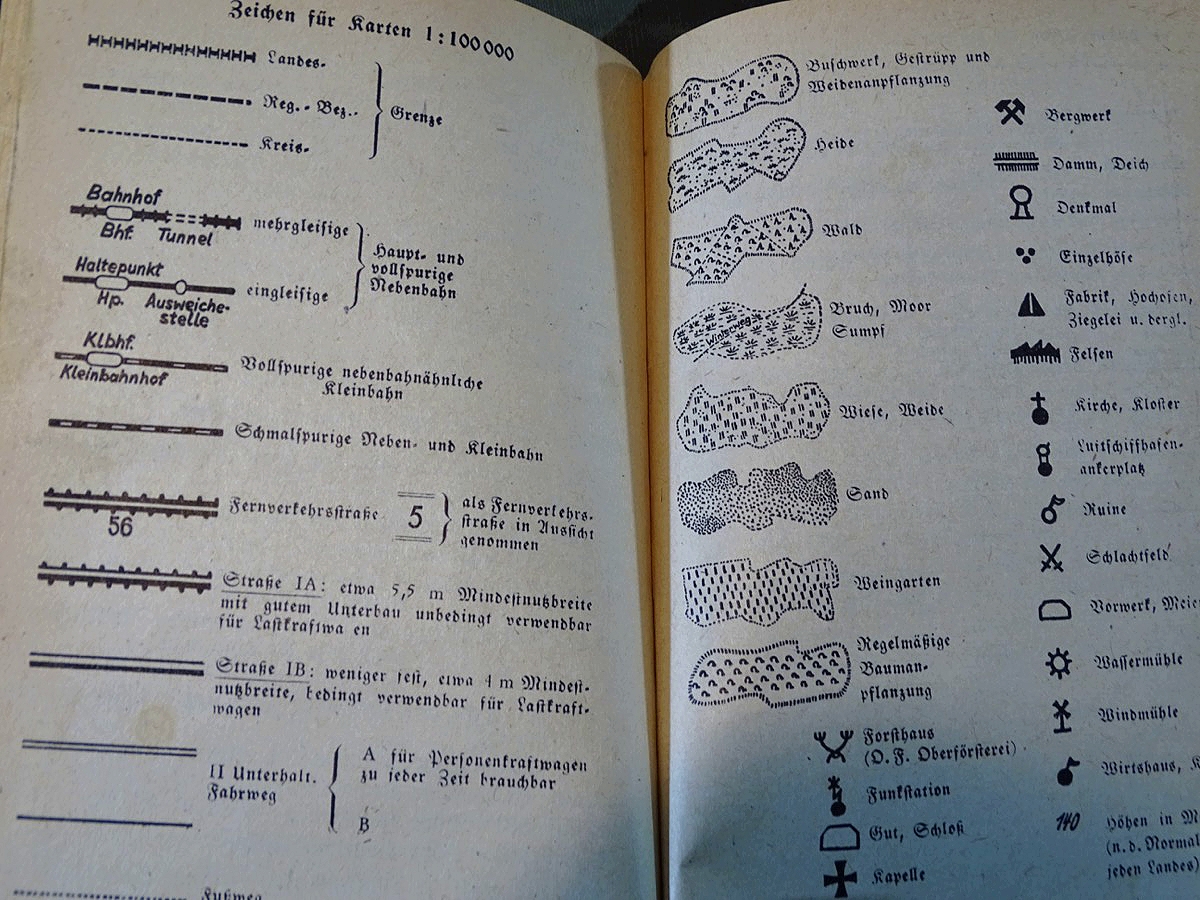 Zeichen für Karten 1:100000
Landes-
Reg.-Bez.-
Kreis-
Grenze
Bahnhof
Bhf. Tunnel
mehrgleisige
Haltepunkt
Hp. Ausweiche-
stelle
eingleisige
Haupt- und
vollspurige
Nebenbahn
Klbhf.
Kleinbahnhof
Vollspurige nebenbahnähnliche
Kleinbahn
Schmalspurige Neben- und Kleinbahn
56
Fernverkehrsstraße
5
als Fernverkehrs-
straße in Aussicht
genommen
Straße IA: etwa 5,5 m Mindestnutzbreite
mit gutem Unterbau unbedingt verwendbar
für Lastkraftwa en
Straße IB: weniger fest, etwa 4 m Mindest-
nutzbreite, bedingt verwendbar für Lastkraft-
wagen
II Unterhalt.
Fahrweg
A für Personenkraftwagen
zu jeder Zeit brauchbar
B
Fußweg
Buschwerk, Gestrüpp und
Weidenanpflanzung
Heide
Wald
Bruch, Moor
Sumpf
Winterweg
Wiese, Weide
Sand
Weingarten
Regelmäßige
Bauman-
pflanzung
Forsthaus
(O.F. Oberförsterei)
Funkstation
Gut, Schloß
Kapelle
Bergwerk
Damm, Deich
Denkmal
Einzelhöfe
Fabrik, Hochofen,
Ziegelei u. dergl.
Felsen
Kirche, Kloster
Luftschiffhafen-
ankerplatz
Ruine
Schlachtfeld
Vorwerk, Meie
Wassermühle
Windmühle
Wirtshaus, K
140
Höhen in M
(n. d. Normal
jeden Landes)